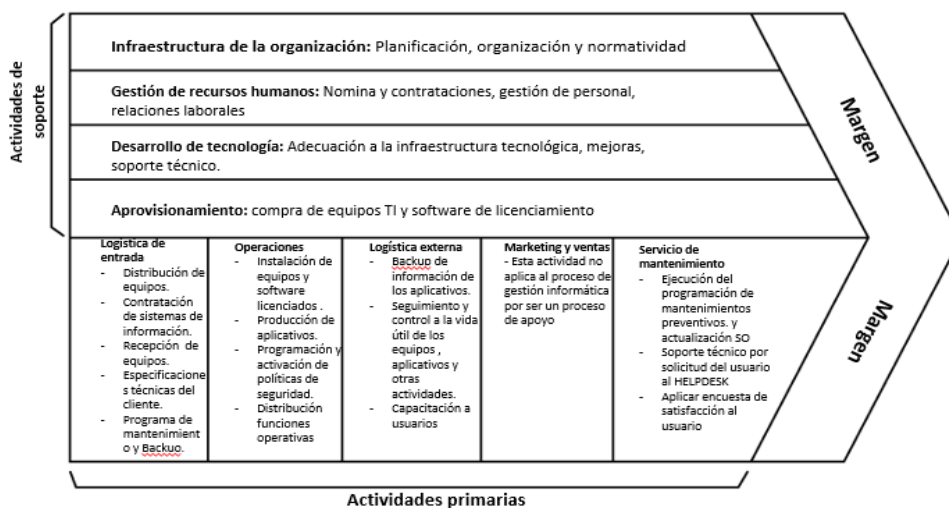 Actividades de
soporte
Infraestructura de la organización: Planificación, organización y normatividad
Gestión de recursos humanos: Nomina y contrataciones, gestión de personal,
relaciones laborales
Desarrollo de tecnología: Adecuación a la infraestructura tecnológica, mejoras,
soporte técnico.
Aprovisionamiento: compra de equipos TI y software de licenciamiento
Margen
Margen
Logística de
entrada
- Distribución de
equipos.
- Contratación
de sistemas de
información.
- Recepción de
equipos.
- Especificacione
s técnicas del
cliente.
- Programa de
mantenimient
o y Backuo.
Operaciones
- Instalación de
equipos y
software
licenciados .
- Producción de
aplicativos.
- Programación y
activación de
políticas de
seguridad.
- Distribución
funciones
operativas
Logística externa
- Backup de
información de
los aplicativos.
- Seguimiento y
control a la vida
útil de los
equipos ,
aplicativos y
otras
actividades.
- Capacitación a
usuarios
Marketing y ventas
- Esta actividad no
aplica al proceso de
gestión informática
por ser un proceso
de apoyo
Servicio de
mantenimiento
- Ejecución del
programación de
mantenimientos
preventivos. y
actualización SO
- Soporte técnico por
solicitud del usuario
al HELPDESK
- Aplicar encuesta de
satisfacción al
usuario
Actividades primarias